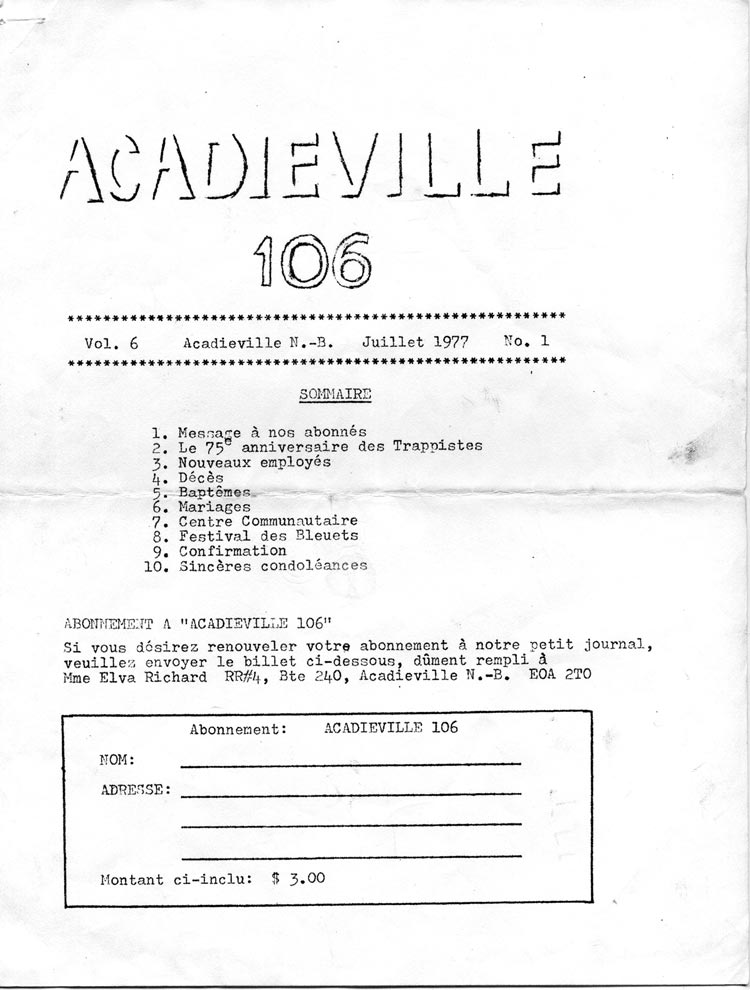 ACADIEVILLE
106
************************************************************
Vol. 6 Acadieville N.-B. Juillet 1977 No. 1
************************************************************
SOMMAIRE
1. Message à nos abonnés
2. Le 75e anniversaire des Trappistes
3. Nouveaux employés
4. Décès
5. Baptêmes
6. Mariages
7. Centre Communautaire
8. Festival des Bleuets
9. Confirmation
10. Sincères condoléances
ABONNEMENT A "ACADIEVILLE 106"
Si vous désirez renouveler votre abonnement à notre petit journal,
veuillez envoyer le billet ci-dessous, dûment rempli à
Mme Elva Richard RR#4, Bte 240, Acadieville N.-B. EOA 2TO
Abonnement: ACADIEVILLE 106
NOM:
ADRESSE:
Montant ci-inclu: $ 3.00